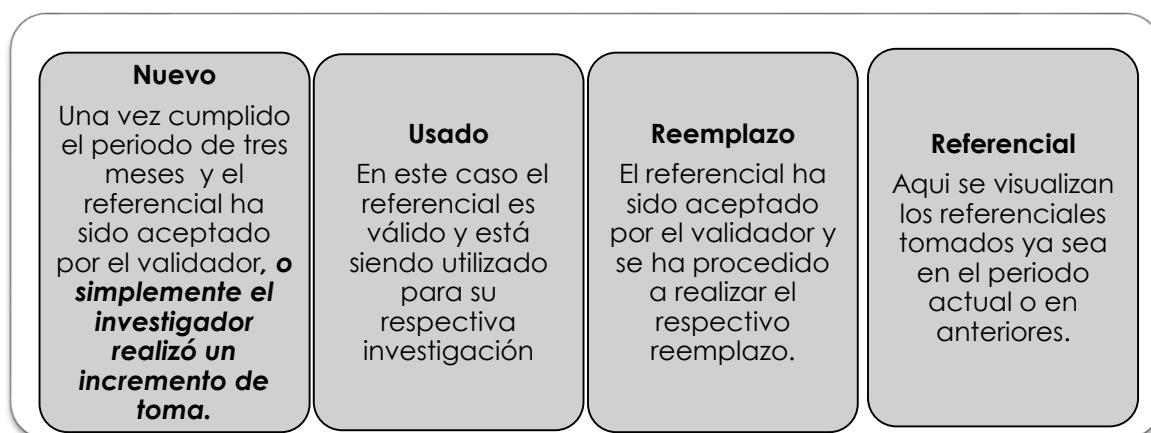 Nuevo
Una vez cumplido
el periodo de tres
meses y el
referencial ha
sido aceptado
por el validador, o
simplemente el
investigador
realizó un
incremento de
toma.
Usado
En este caso el
referencial es
válido y está
siendo utilizado
para su
respectiva
investigación
Reemplazo
El referencial ha
sido aceptado
por el validador y
se ha procedido
a realizar el
respectivo
reemplazo.
Referencial
Aqui se visualizan
los referenciales
tomados ya sea
en el periodo
actual o en
anteriores.